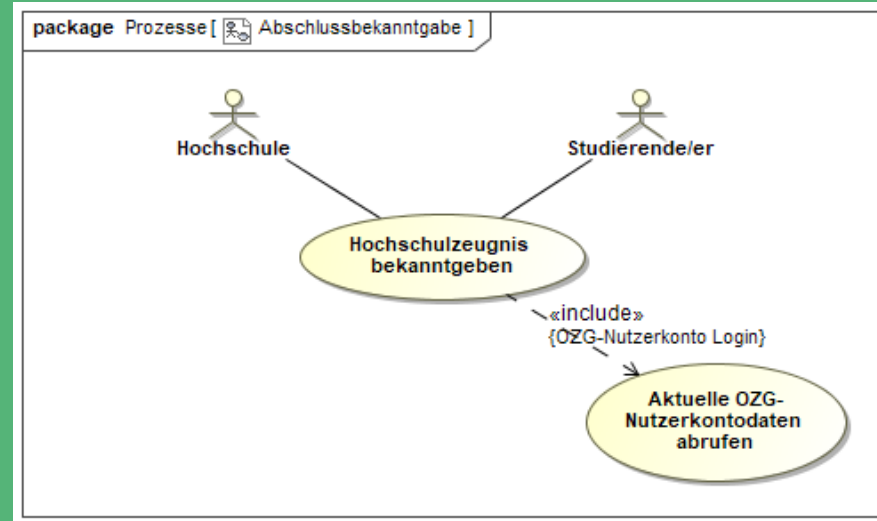 package Prozesse [ Abschlussbekanntgabe ]
Hochschule
Studierende/er
Hochschulzeugnis
bekanntgeben
«include»
{OZG-Nutzerkonto Login}
Aktuelle OZG-
Nutzerkontodaten
abrufen